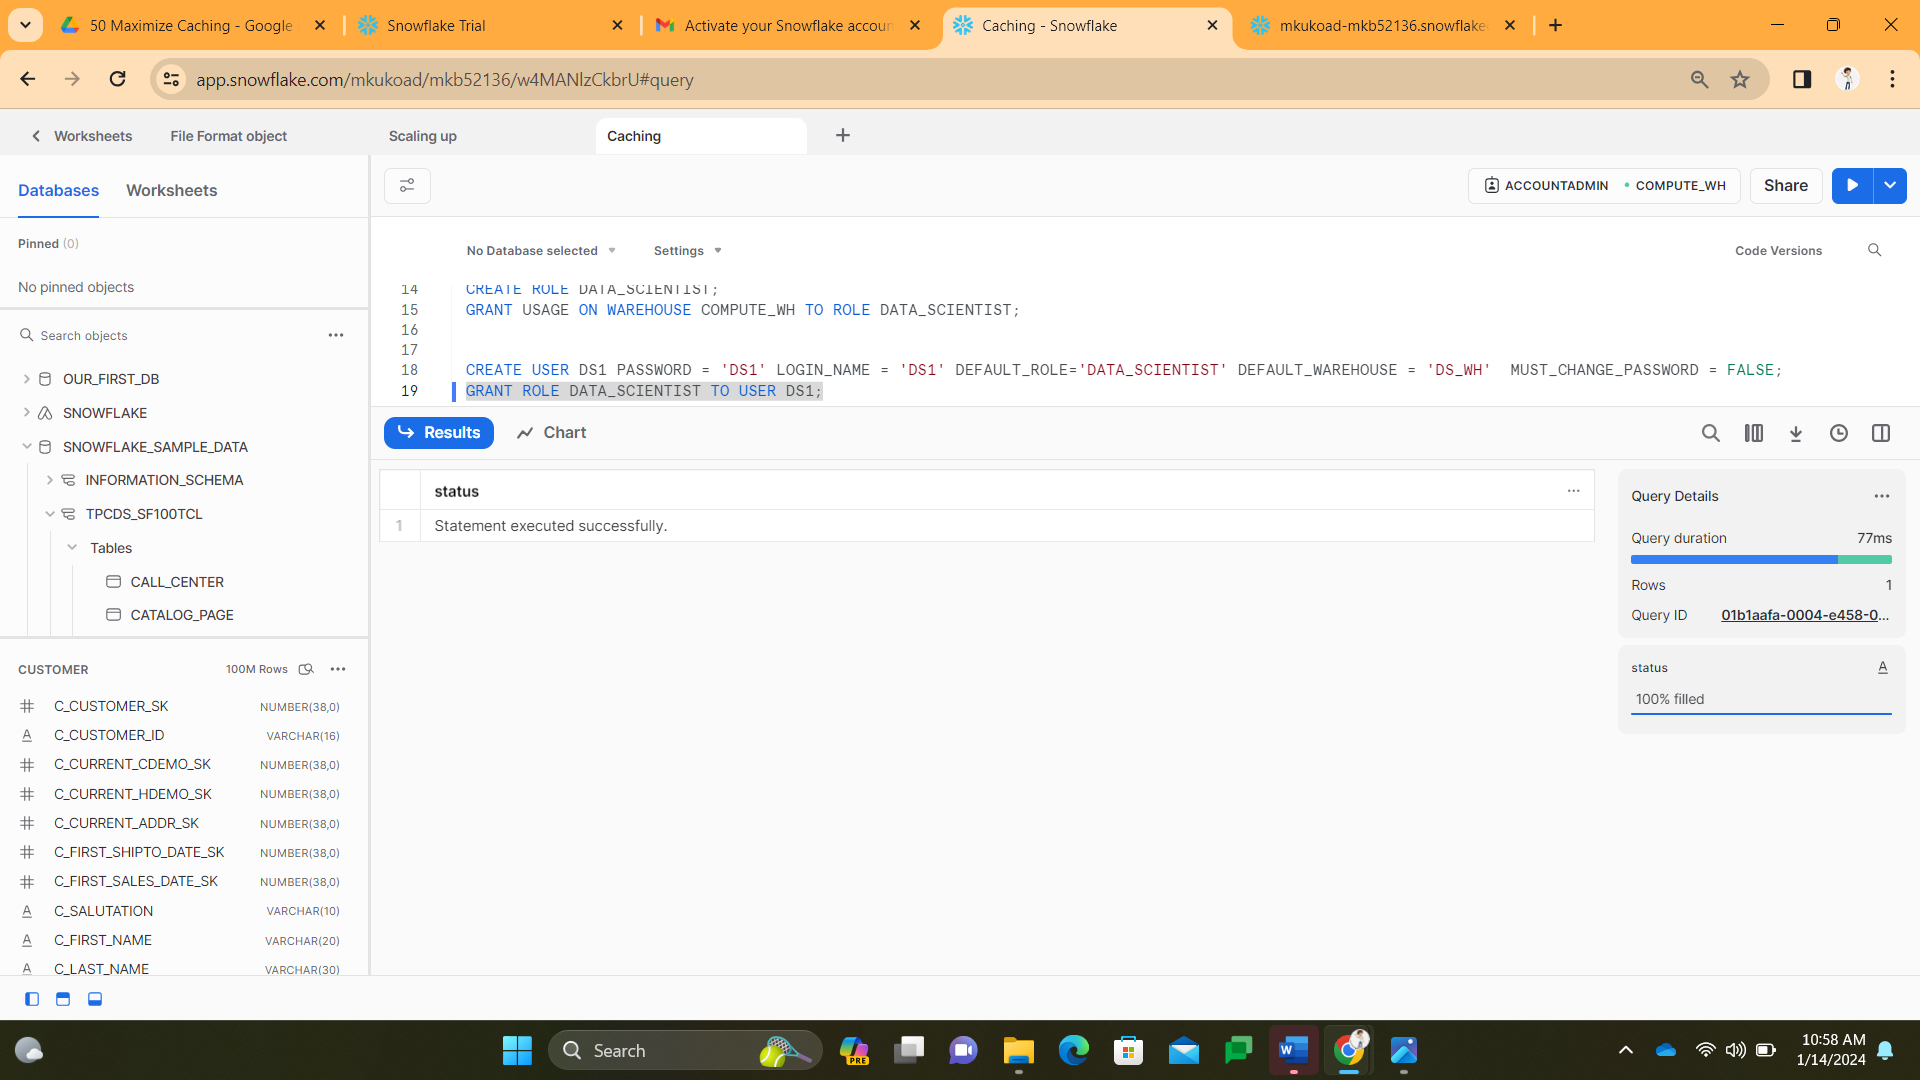 50 Maximize Caching - Google
Snowflake Trial
Activate your Snowflake accoun
Caching - Snowflake
mkukoad-mkb52136.snowflake
app.snowflake.com/mkukoad/mkb52136/w4MANlzCkbrU#query
Worksheets
File Format object
Scaling up
Caching
Databases
Worksheets
ACCOUNTADMIN
COMPUTE_WH
Share
Pinned (0)
No pinned objects
No Database selected
Settings
Code Versions
14 CREATE ROLE DATA_SCIENTIST;
15 GRANT USAGE ON WAREHOUSE COMPUTE_WH TO ROLE DATA_SCIENTIST;
16
17
18 CREATE USER DS1 PASSWORD = 'DS1' LOGIN_NAME = 'DS1' DEFAULT_ROLE='DATA_SCIENTIST' DEFAULT_WAREHOUSE = 'DS_WH'  MUST_CHANGE_PASSWORD = FALSE;
19 GRANT ROLE DATA_SCIENTIST TO USER DS1;
Search objects
OUR_FIRST_DB
SNOWFLAKE
SNOWFLAKE_SAMPLE_DATA
INFORMATION_SCHEMA
TPCDS_SF100TCL
Tables
CALL_CENTER
CATALOG_PAGE
Results
Chart
status
1 Statement executed successfully.
Query Details
Query duration 77ms
Rows 1
Query ID 01b1aafa-0004-e458-0...
status
100% filled
CUSTOMER 100M Rows
C_CUSTOMER_SK NUMBER(38,0)
C_CUSTOMER_ID VARCHAR(16)
C_CURRENT_CDEMO_SK NUMBER(38,0)
C_CURRENT_HDEMO_SK NUMBER(38,0)
C_CURRENT_ADDR_SK NUMBER(38,0)
C_FIRST_SHIPTO_DATE_SK NUMBER(38,0)
C_FIRST_SALES_DATE_SK NUMBER(38,0)
C_SALUTATION VARCHAR(10)
C_FIRST_NAME VARCHAR(20)
C_LAST_NAME VARCHAR(30)
Search
PRE
10:58 AM
1/14/2024